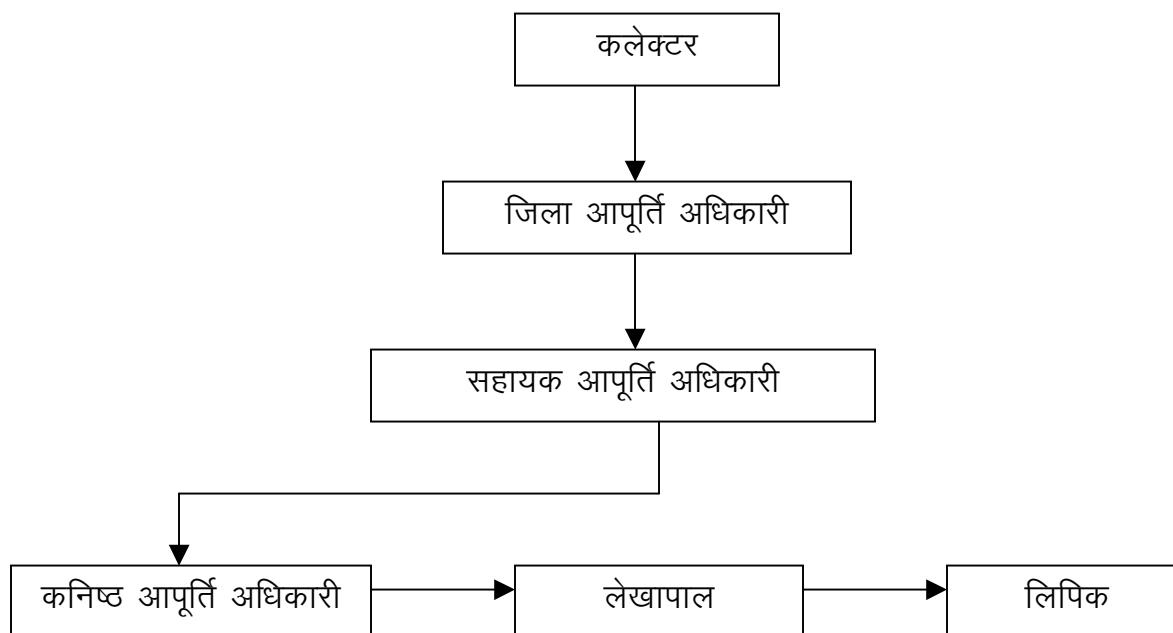 कलेक्टर
जिला आपूर्ति अधिकारी
सहायक आपूर्ति अधिकारी
कनिष्ठ आपूर्ति अधिकारी
लेखापाल
लिपिक